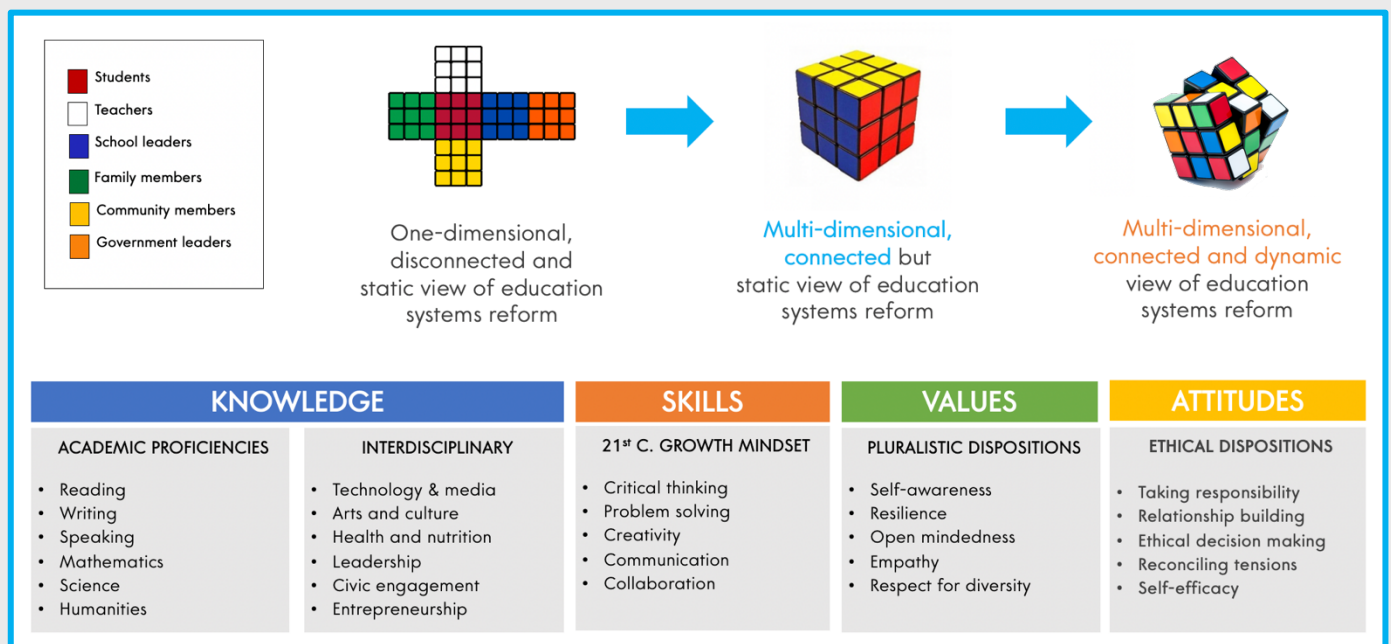 Students
Teachers
School leaders
Family members
Community members
Government leaders
One-dimensional,
disconnected and
static view of education
systems reform
Multi-dimensional,
connected but
static view of education
systems reform
Multi-dimensional,
connected and dynamic
view of education
systems reform
KNOWLEDGE
ACADEMIC PROFICIENCIES
• Reading
• Writing
• Speaking
• Mathematics
• Science
• Humanities
INTERDISCIPLINARY
• Technology & media
• Arts and culture
• Health and nutrition
• Leadership
• Civic engagement
• Entrepreneurship
SKILLS
21st C. GROWTH MINDSET
• Critical thinking
• Problem solving
• Creativity
• Communication
• Collaboration
VALUES
PLURALISTIC DISPOSITIONS
• Self-awareness
• Resilience
• Open mindedness
• Empathy
• Respect for diversity
ATTITUDES
ETHICAL DISPOSITIONS
• Taking responsibility
• Relationship building
• Ethical decision making
• Reconciling tensions
• Self-efficacy